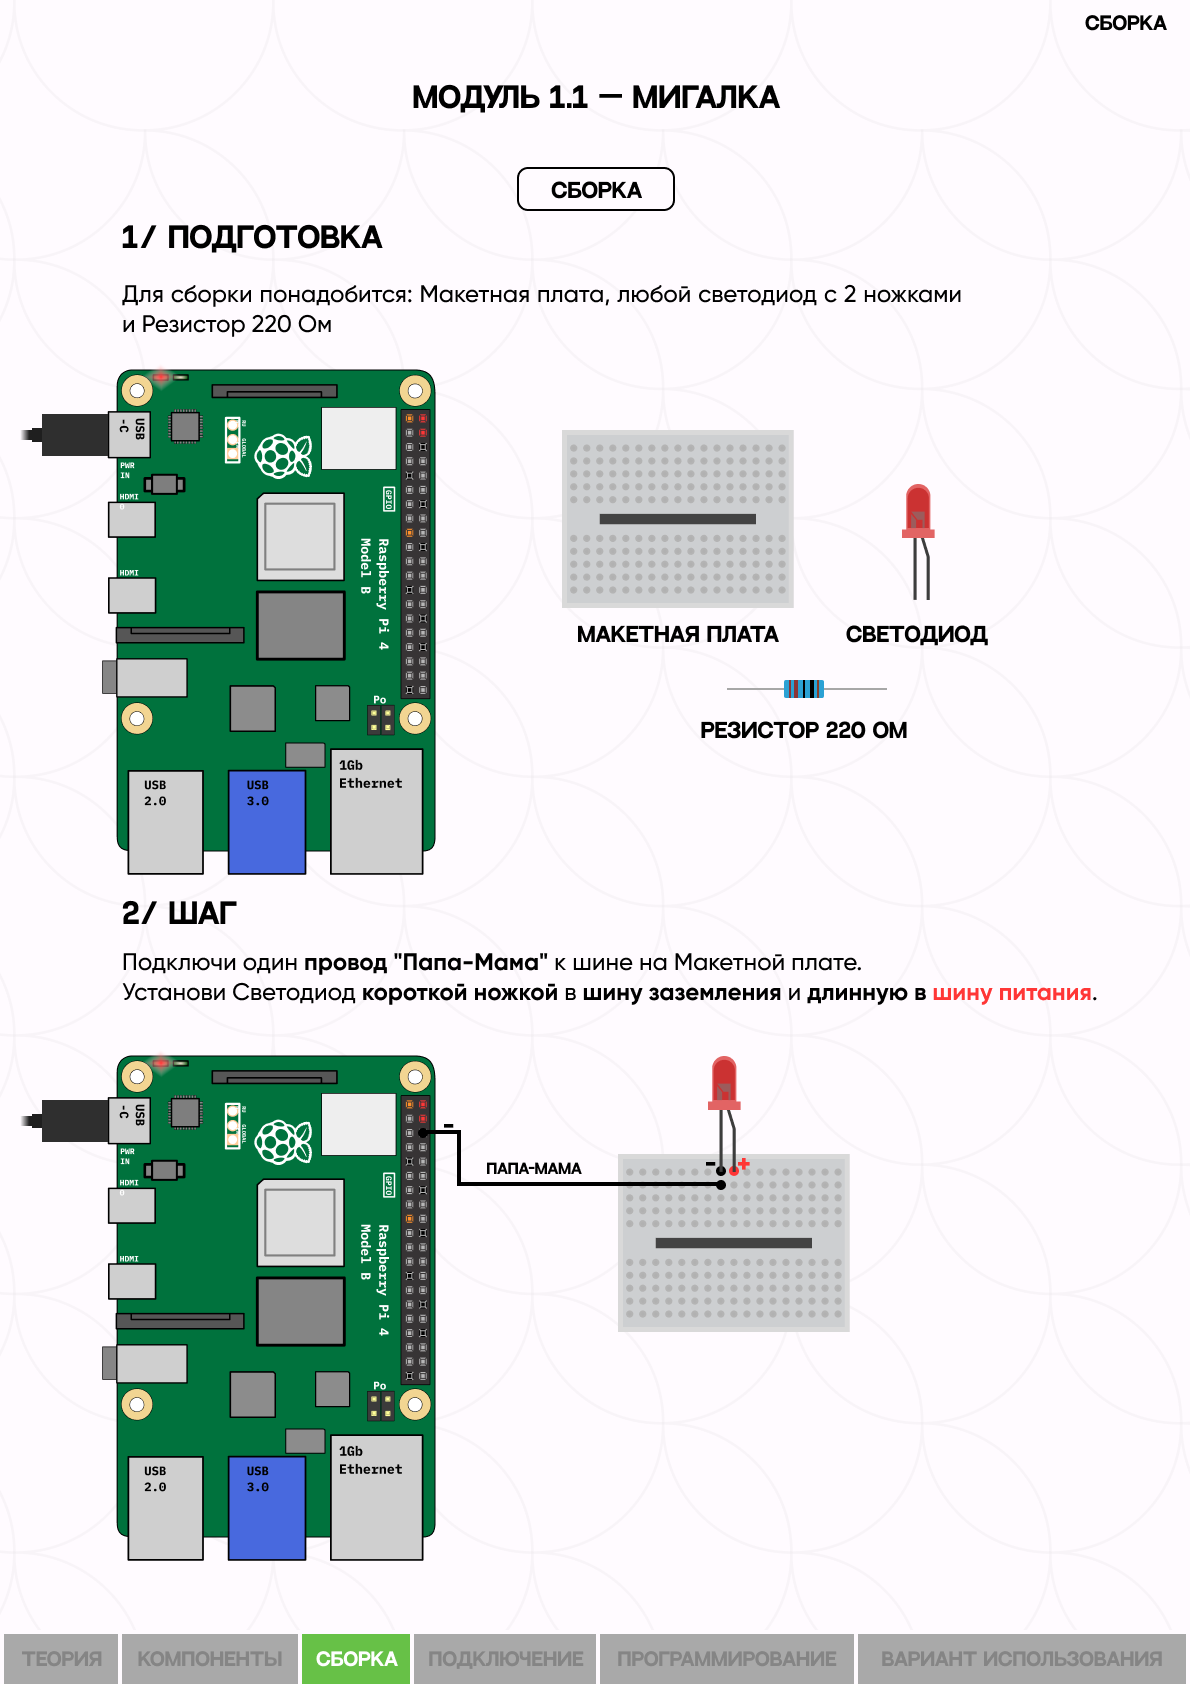 СБОРКА
МОДУЛЬ 1.1 — МИГАЛКА
СБОРКА
1/ ПОДГОТОВКА
Для сборки понадобится: Макетная плата, любой светодиод с 2 ножками
и Резистор 220 Ом
USB
-C
PWR
IN
HDMI
0
HDMI
GLOBAL
GPIO
Raspberry Pi 4
Model B
Po
USB
2.0
USB
3.0
1Gb
Ethernet
МАКЕТНАЯ ПЛАТА
СВЕТОДИОД
РЕЗИСТОР 220 ОМ
2/ ШАГ
Подключи один провод "Папа-Мама" к шине на Макетной плате.
Установи Светодиод короткой ножкой в шину заземления и длинную в шину питания.
USB
-C
PWR
IN
HDMI
0
HDMI
GLOBAL
GPIO
Raspberry Pi 4
Model B
Po
USB
2.0
USB
3.0
1Gb
Ethernet
-
ПАПА-МАМА
- +
ТЕОРИЯ КОМПОНЕНТЫ СБОРКА ПОДКЛЮЧЕНИЕ ПРОГРАММИРОВАНИЕ ВАРИАНТ ИСПОЛЬЗОВАНИЯ